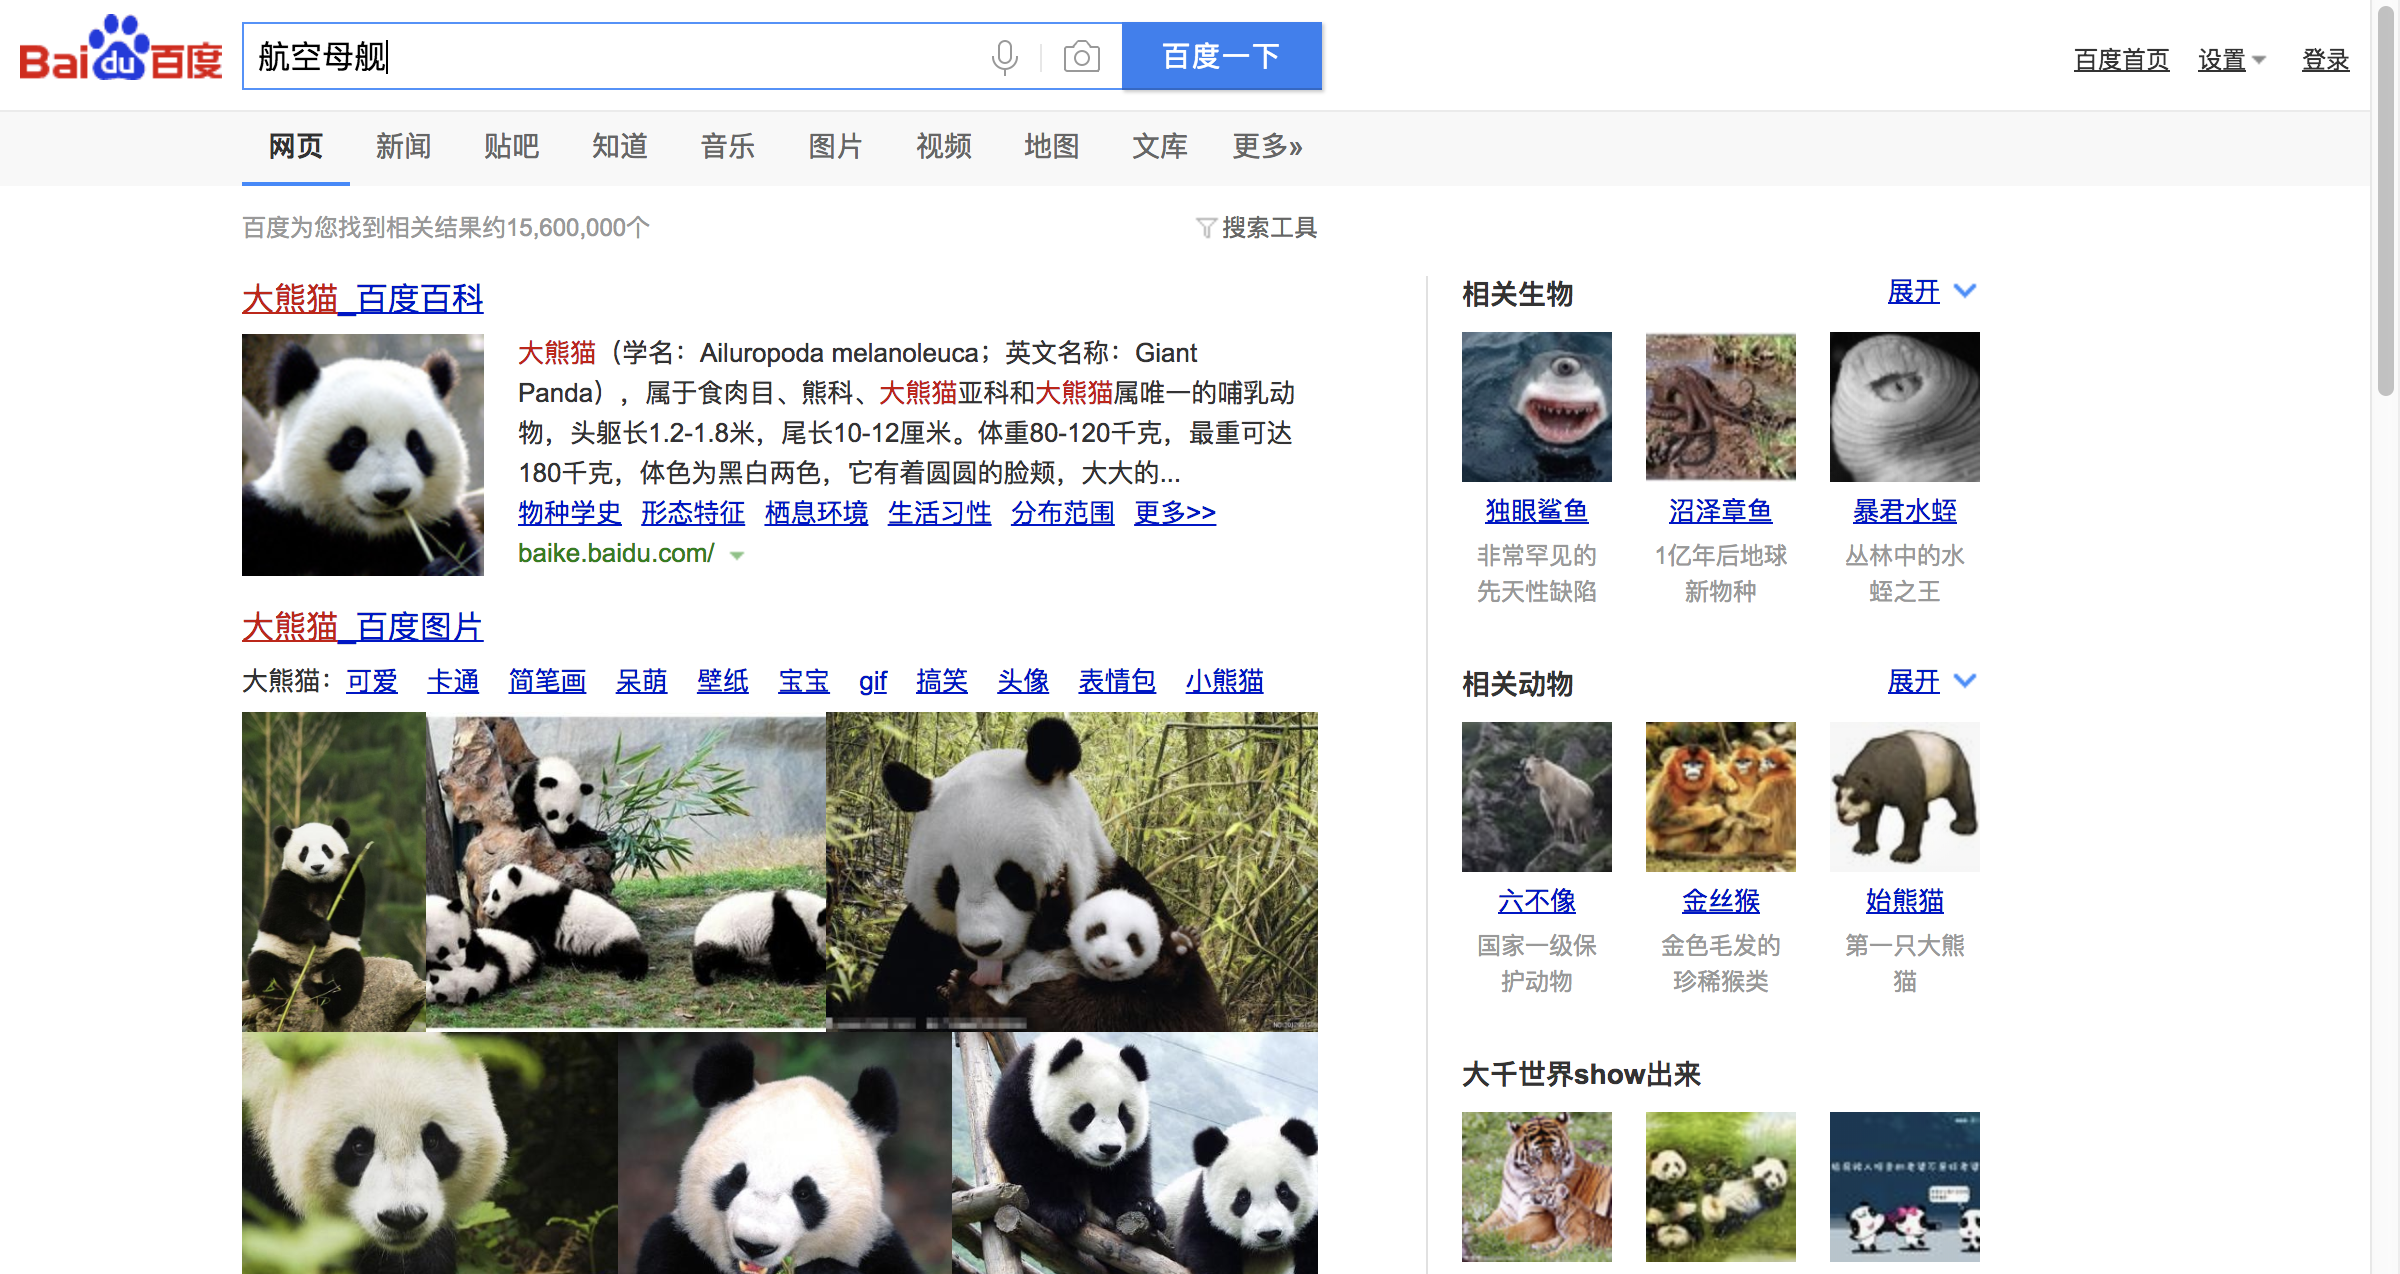 Bai du 百度
航空母舰
百度一下
百度首页 设置 登录
网页 新闻 贴吧 知道 音乐 图片 视频 地图 文库 更多»
百度为您找到相关结果约15,600,000个
搜索工具
大熊猫_百度百科
大熊猫（学名：Ailuropoda melanoleuca；英文名称：Giant
Panda），属于食肉目、熊科、大熊猫亚科和大熊猫属唯一的哺乳动
物，头躯长1.2-1.8米，尾长10-12厘米。体重80-120千克，最重可达
180千克，体色为黑白两色，它有着圆圆的脸颊，大大的...
物种学史 形态特征 栖息环境 生活习性 分布范围 更多>>
baike.baidu.com/
大熊猫_百度图片
大熊猫： 可爱 卡通 简笔画 呆萌 壁纸 宝宝 gif 搞笑 头像 表情包 小熊猫
相关生物 展开
独眼鲨鱼 沼泽章鱼 暴君水蛭
非常罕见的 1亿年后地球 丛林中的水
先天性缺陷 新物种 蛭之王
相关动物 展开
六不像 金丝猴 始熊猫
国家一级保 金色毛发的 第一只大熊
护动物 珍稀猴类 猫
大千世界show出来